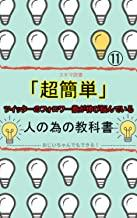 スキマ読書
⑪
「超簡単」
ツイッターのフォロワー数が伸び悩んでいる
人の為の教科書
おじいちゃんでもできる!